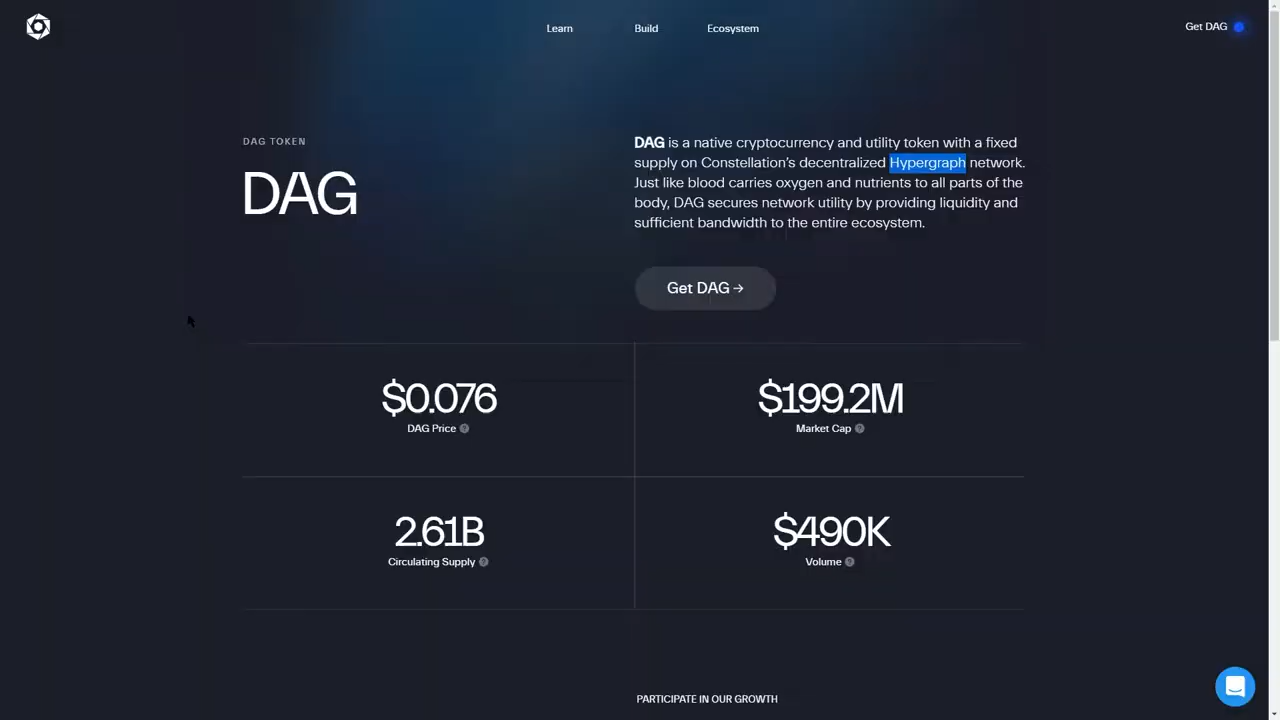 Learn
Build
Ecosystem
Get DAG
DAG TOKEN
DAG
DAG is a native cryptocurrency and utility token with a fixed
supply on Constellation's decentralized Hypergraph network.
Just like blood carries oxygen and nutrients to all parts of the
body, DAG secures network utility by providing liquidity and
sufficient bandwidth to the entire ecosystem.
Get DAG →
$0.076
DAG Price ?
$199.2M
Market Cap ?
2.61B
Circulating Supply ?
$490K
Volume ?
PARTICIPATE IN OUR GROWTH